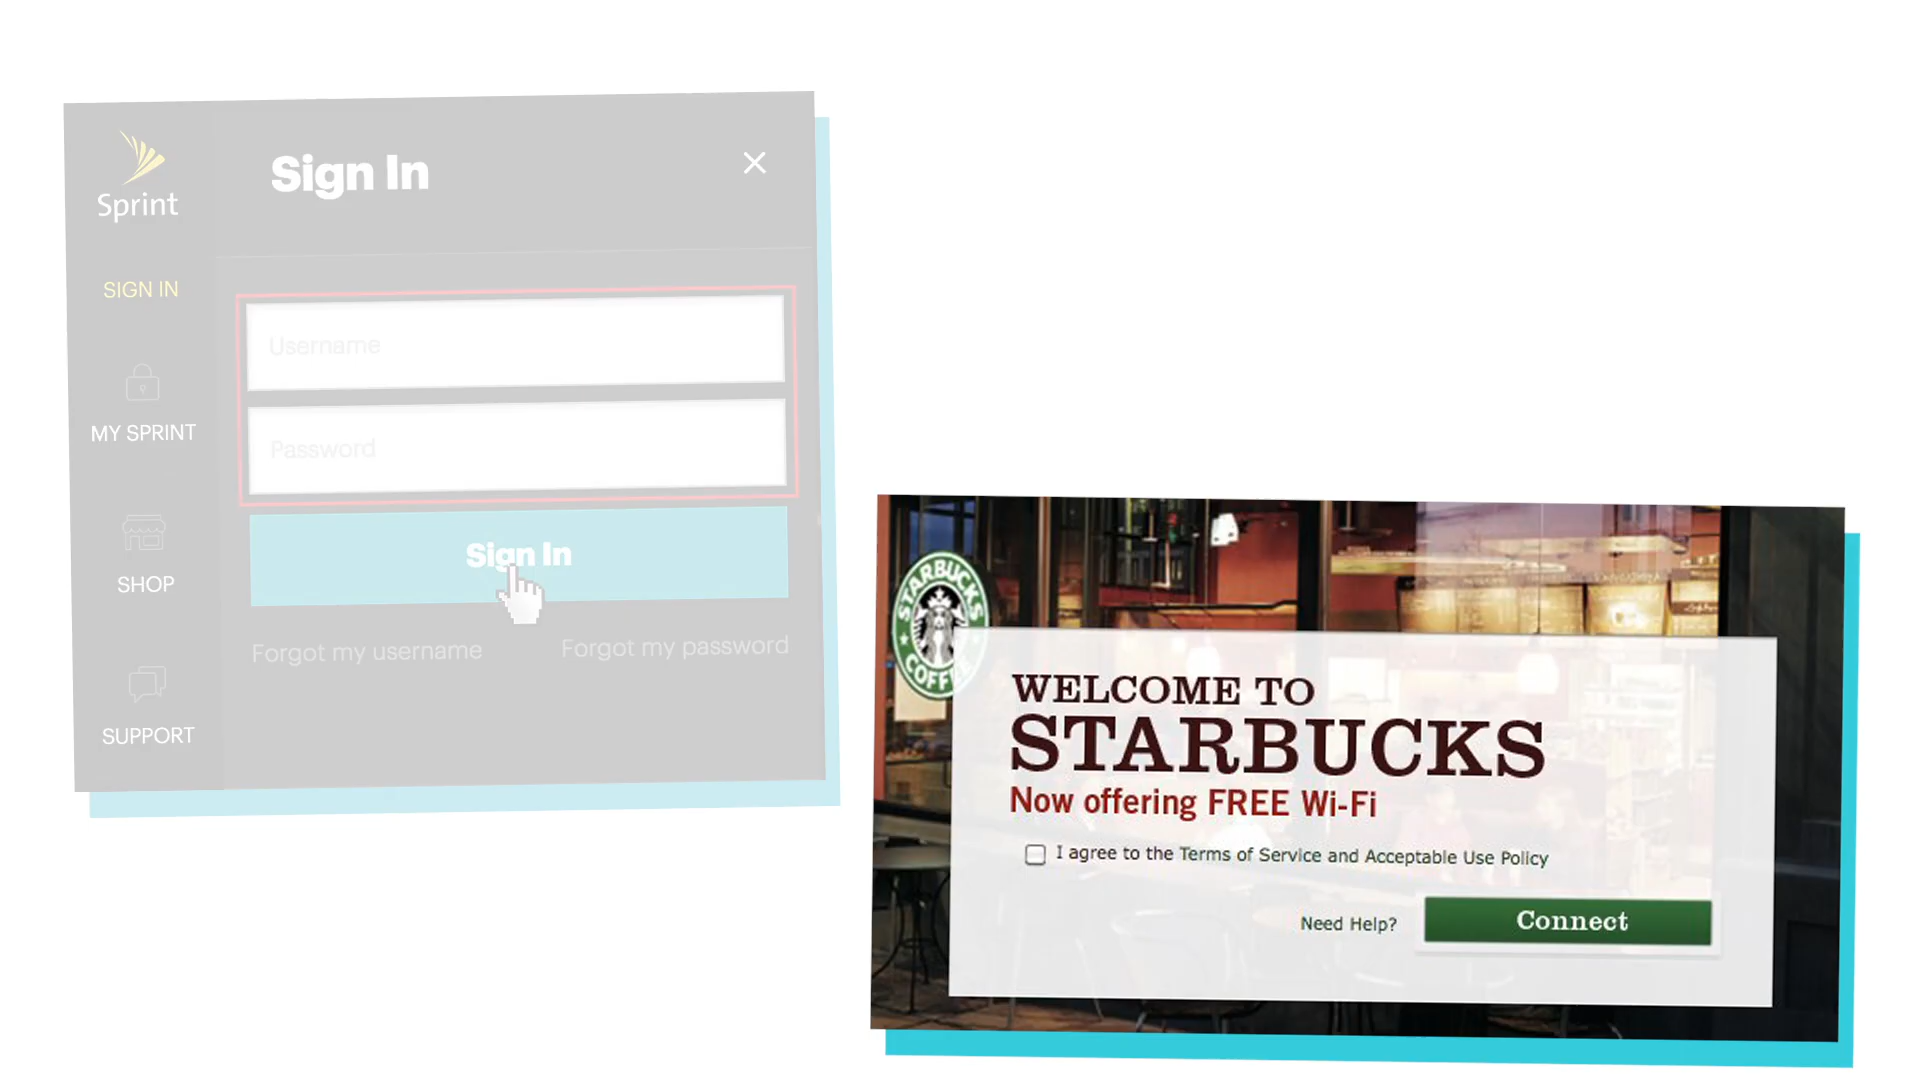 Sprint
SIGN IN
MY SPRINT
SHOP
SUPPORT
Sign In
Username
Password
Sign In
Forgot my username
Forgot my password
STARBUCKS
COFFEE
WELCOME TO
STARBUCKS
Now offering FREE Wi-Fi
I agree to the Terms of Service and Acceptable Use Policy
Need Help?
Connect